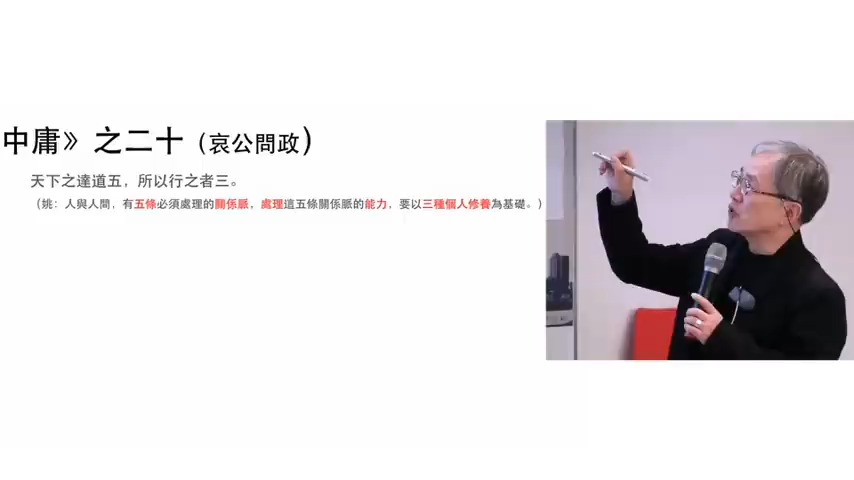 中庸》之二十（哀公問政）
天下之達道五，所以行之者三。
（姚：人與人間，有五條必須處理的關係脈，處理這五條關係脈的能力，要以三種個人修養為基礎。）